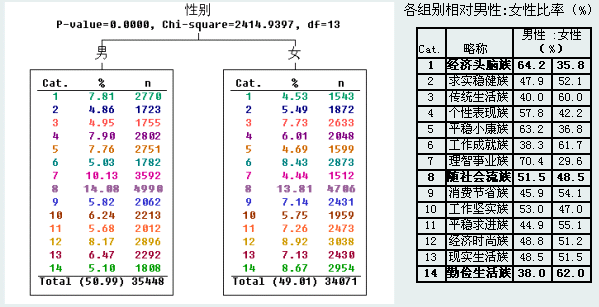 性别
P-value=0.0000, Chi-square=2414.9397, df=13
男
Cat. % n
1 7.81 2770
2 4.86 1723
3 4.95 1755
4 7.90 2802
5 7.76 2751
6 5.03 1782
7 10.13 3592
8 14.08 4990
9 5.82 2062
10 6.24 2213
11 5.68 2012
12 8.17 2896
13 6.47 2292
14 5.10 1808
Total (50.99) 35448
女
Cat. % n
1 4.53 1543
2 5.49 1872
3 7.73 2633
4 6.01 2048
5 4.69 1599
6 8.43 2873
7 4.44 1512
8 13.81 4706
9 7.14 2431
10 5.75 1959
11 7.26 2473
12 8.92 3038
13 7.13 2430
14 8.67 2954
Total (49.01) 34071
各组别相对男性:女性比率 (%)
Cat. 略称 男性 :女性 (%)
1 经济头脑族 64.2 35.8
2 求实稳健族 47.9 52.1
3 传统生活族 40.0 60.0
4 个性表现族 57.8 42.2
5 平稳小康族 63.2 36.8
6 工作成就族 38.3 61.7
7 理智事业族 70.4 29.6
8 随社会流族 51.5 48.5
9 消费节省族 45.9 54.1
10 工作坚实族 53.0 47.0
11 平稳求进族 44.9 55.1
12 经济时尚族 48.8 51.2
13 现实生活族 48.5 51.5
14 勤俭生活族 38.0 62.0